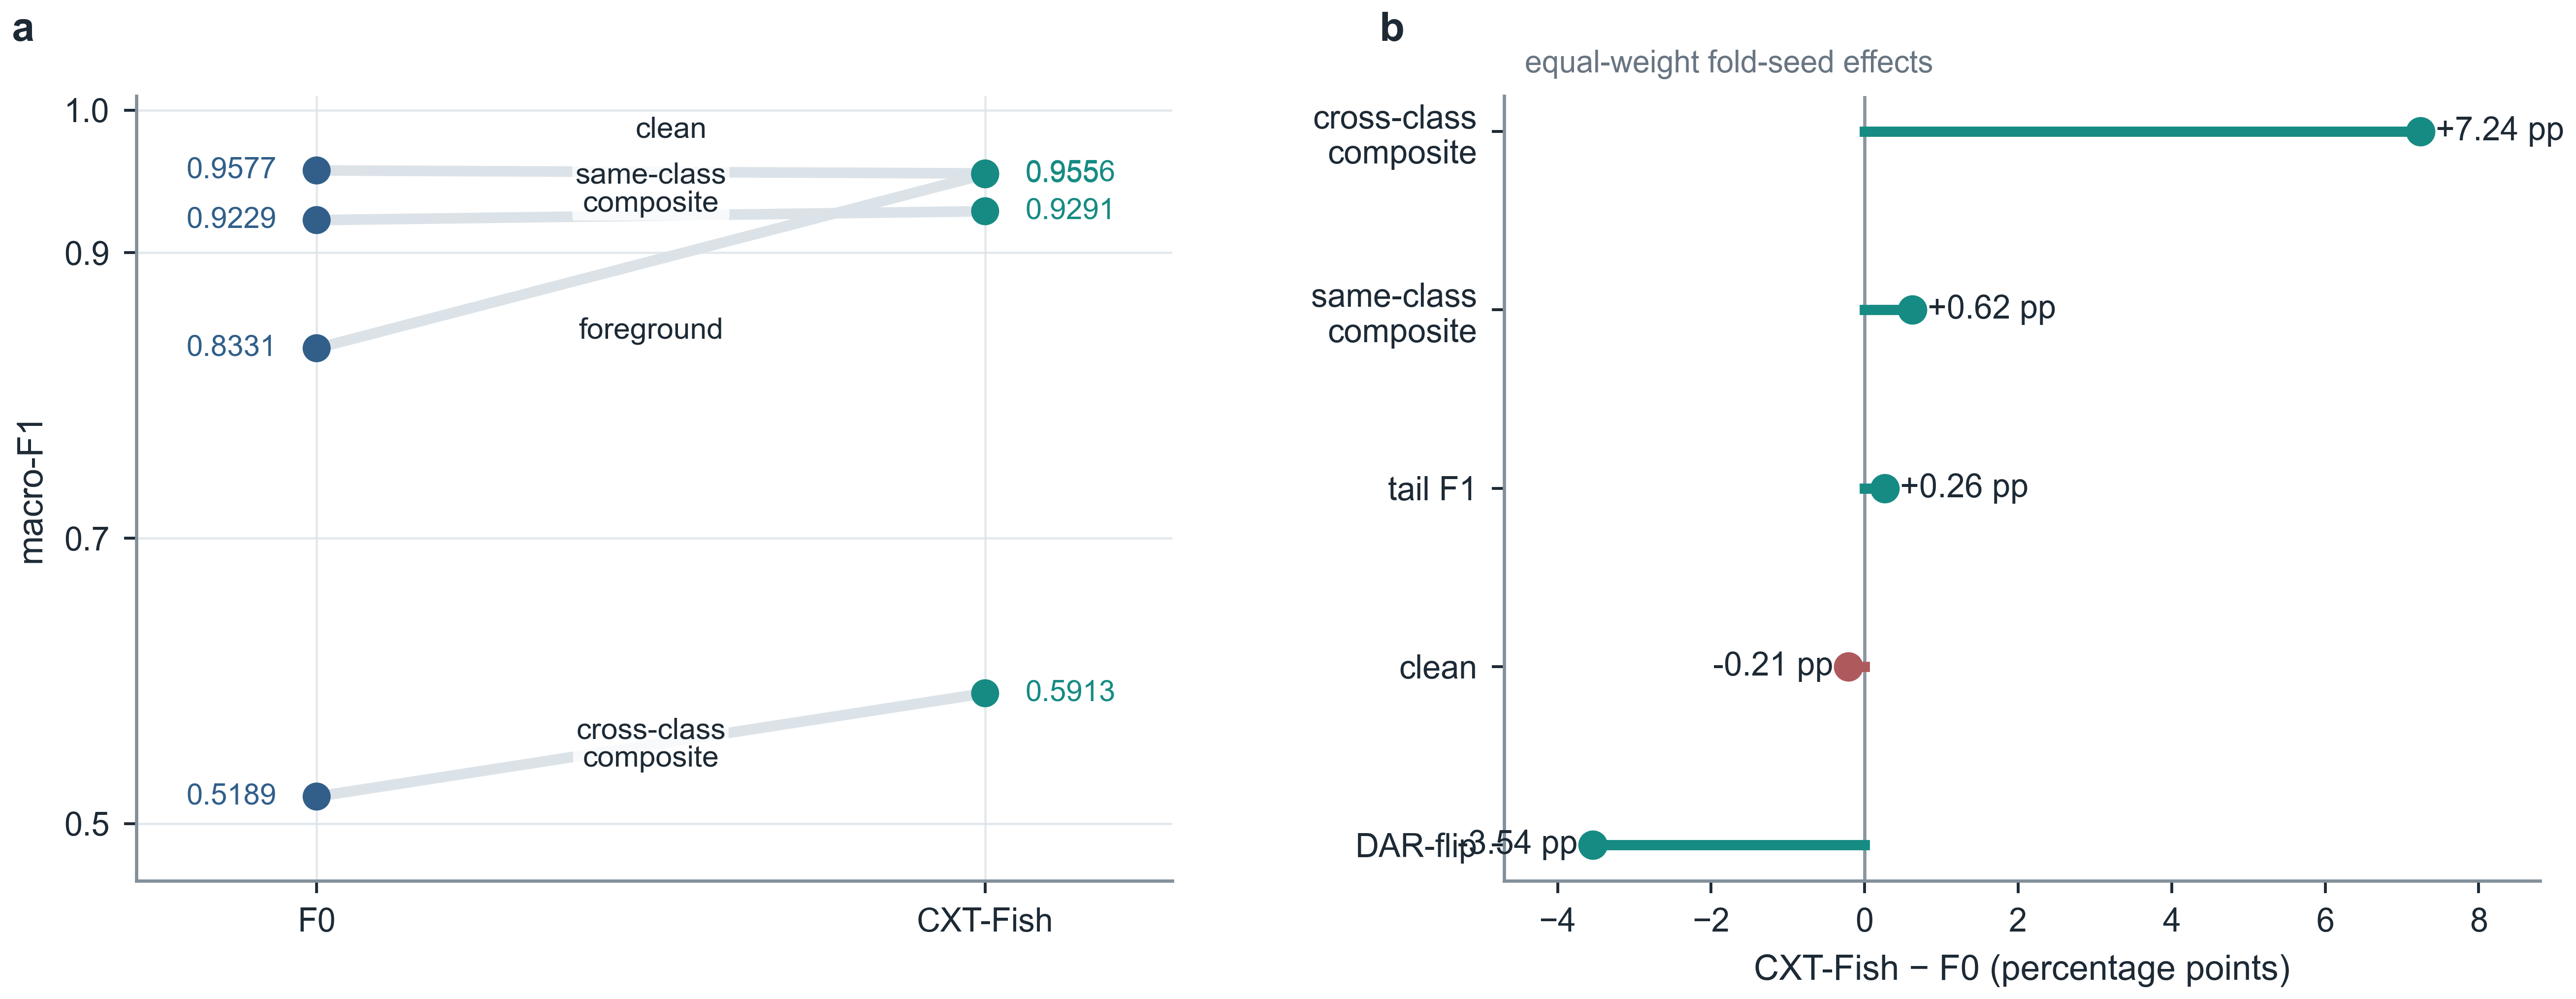 a
1.0
0.9
0.7
0.5
macro-F1
0.9577
0.9229
0.8331
0.5189
clean
same-class
composite
foreground
cross-class
composite
0.9556
0.9291
0.5913
F0
CXT-Fish
b
equal-weight fold-seed effects
cross-class
composite
+7.24 pp
same-class
composite
+0.62 pp
tail F1
+0.26 pp
clean
-0.21 pp
DAR-flip
-3.54 pp
−4
−2
0
2
4
6
8
CXT-Fish − F0 (percentage points)